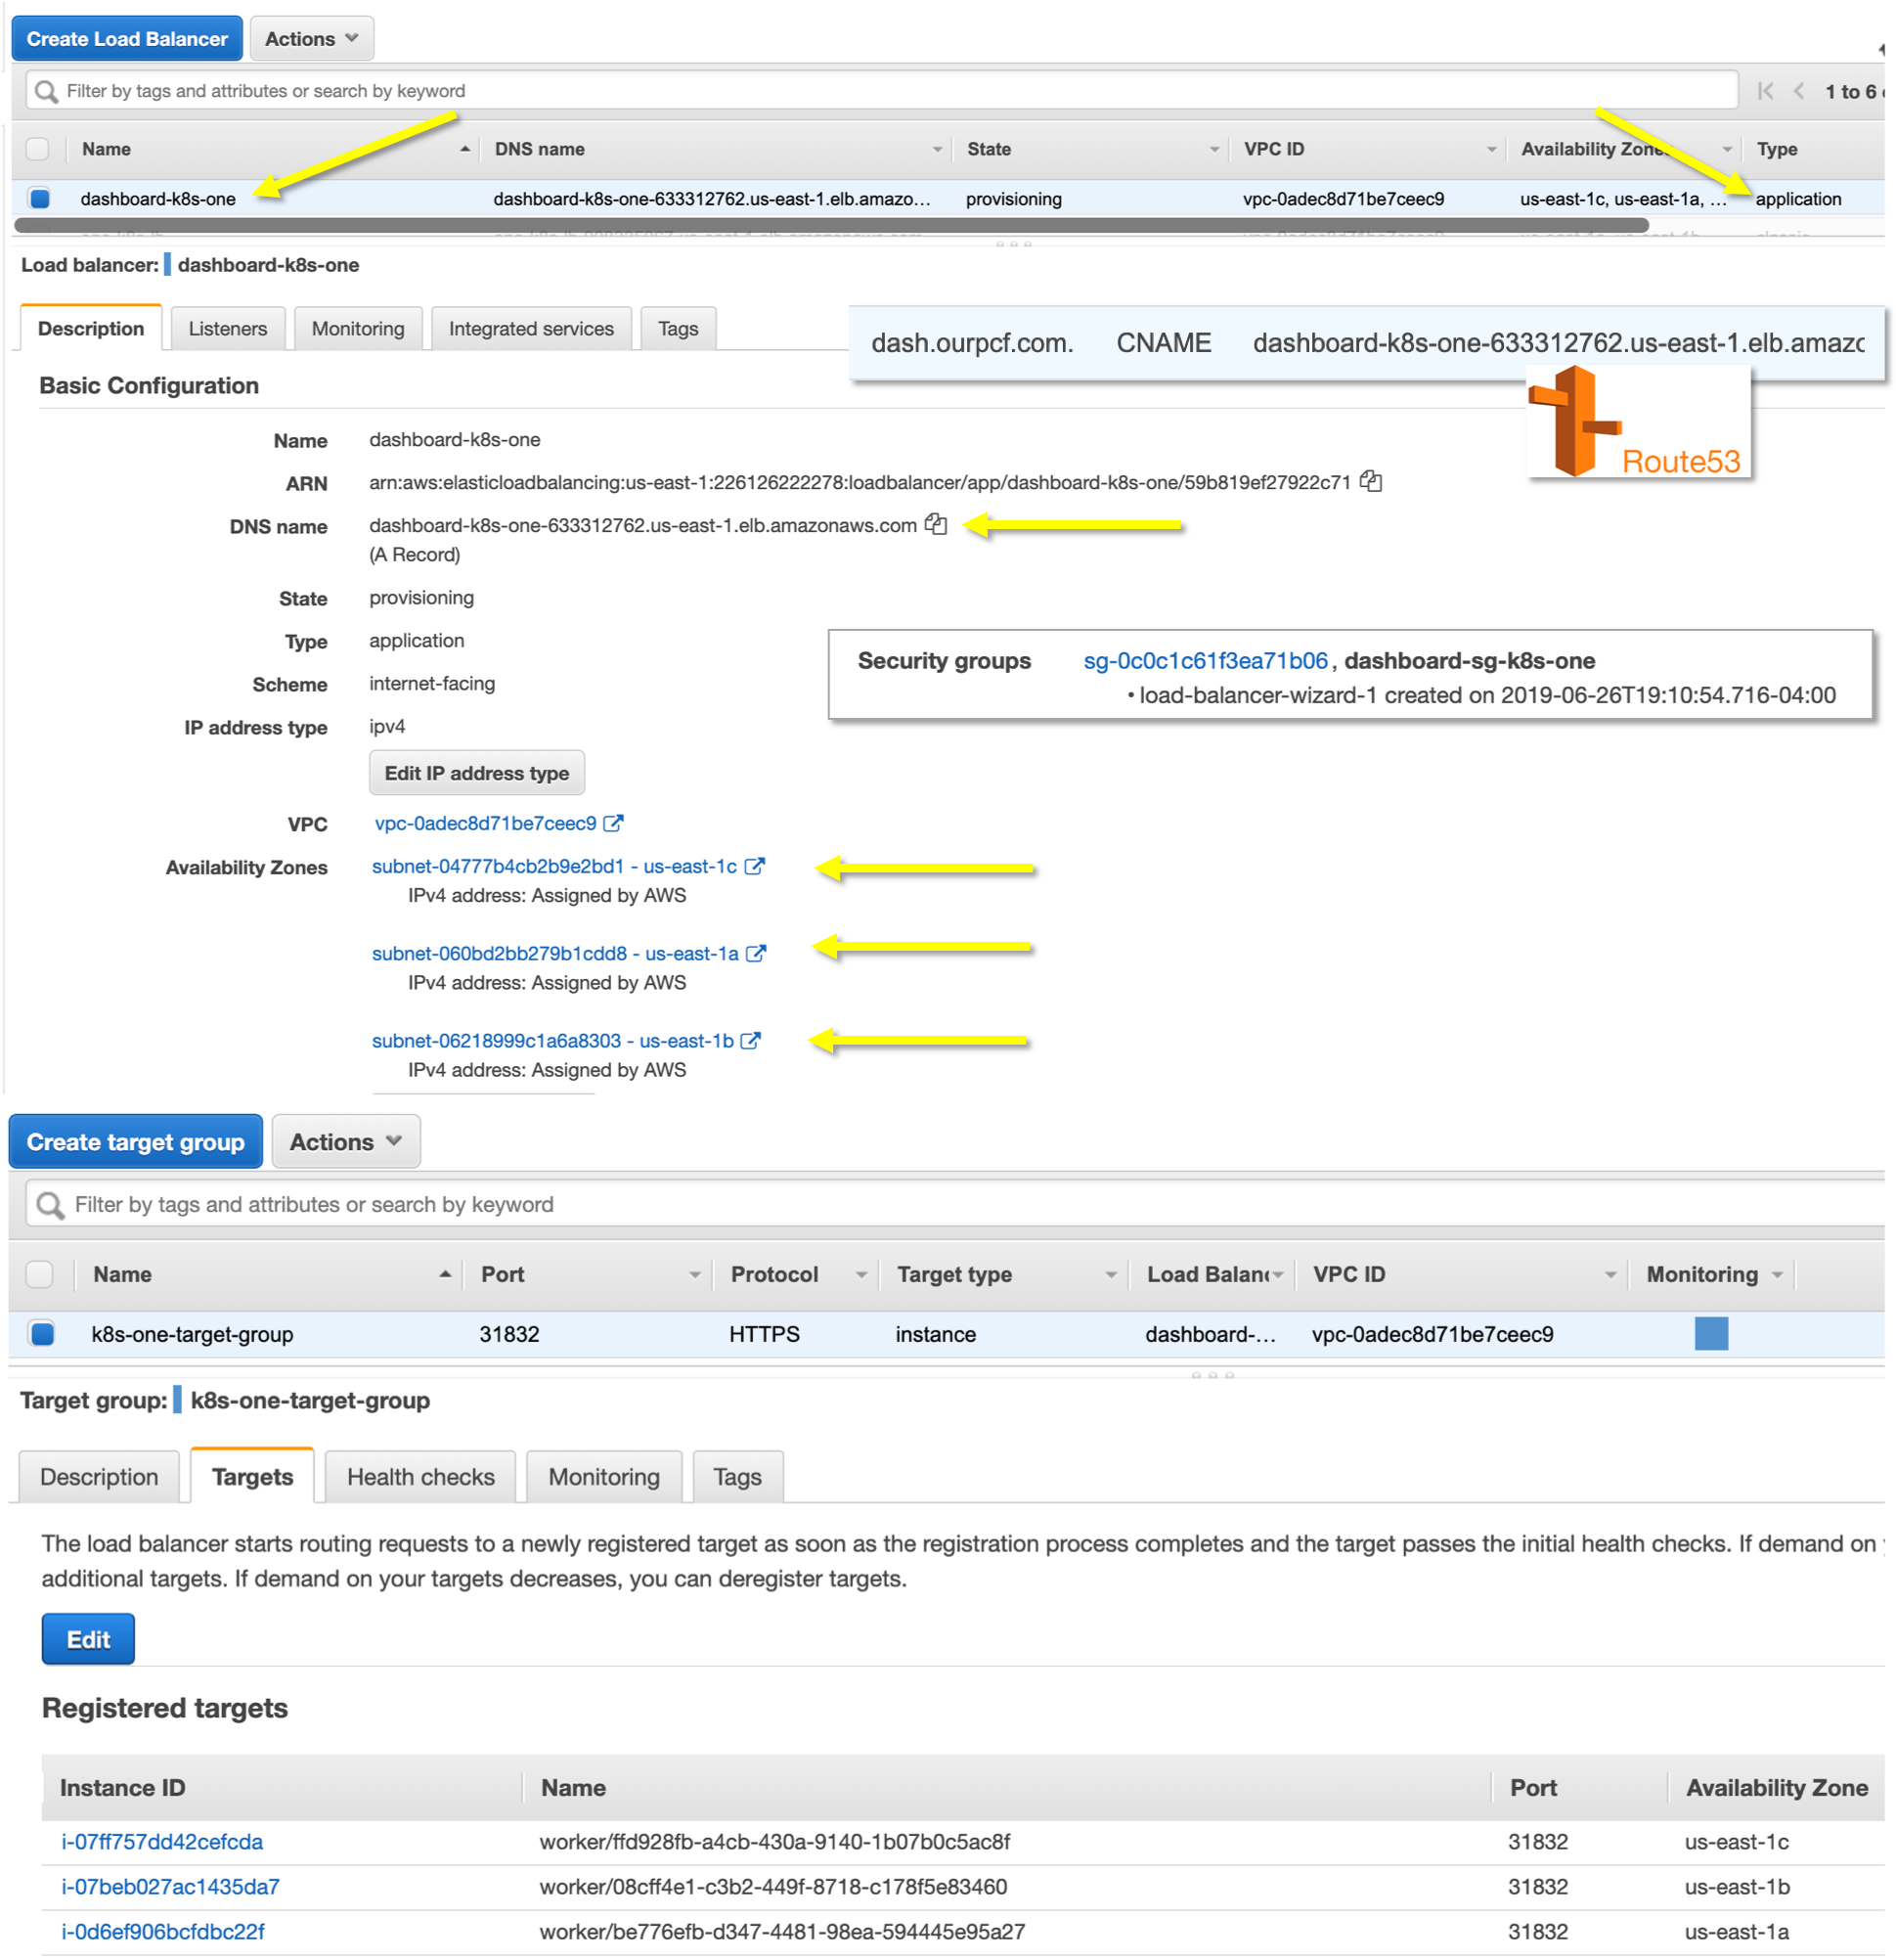 Create Load Balancer Actions
Filter by tags and attributes or search by keyword 1 to 6
Name DNS name State VPC ID Availability Zone Type
dashboard-k8s-one dashboard-k8s-one-633312762.us-east-1.elb.amazo... provisioning vpc-0adec8d71be7ceec9 us-east-1c, us-east-1a, ... application
Load balancer: dashboard-k8s-one
Description Listeners Monitoring Integrated services Tags
dash.ourpcf.com. CNAME dashboard-k8s-one-633312762.us-east-1.elb.amazc
Basic Configuration
Route53
Name dashboard-k8s-one
ARN arn:aws:elasticloadbalancing:us-east-1:226126222278:loadbalancer/app/dashboard-k8s-one/59b819ef27922c71
DNS name dashboard-k8s-one-633312762.us-east-1.elb.amazonaws.com
(A Record)
State provisioning
Type application
Security groups sg-0c0c1c61f3ea71b06, dashboard-sg-k8s-one
• load-balancer-wizard-1 created on 2019-06-26T19:10:54.716-04:00
Scheme internet-facing
IP address type ipv4
Edit IP address type
VPC vpc-0adec8d71be7ceec9
Availability Zones subnet-04777b4cb2b9e2bd1 - us-east-1c
IPv4 address: Assigned by AWS
subnet-060bd2bb279b1cdd8 - us-east-1a
IPv4 address: Assigned by AWS
subnet-06218999c1a6a8303 - us-east-1b
IPv4 address: Assigned by AWS
Create target group Actions
Filter by tags and attributes or search by keyword
Name Port Protocol Target type Load Balanc VPC ID Monitoring
k8s-one-target-group 31832 HTTPS instance dashboard-... vpc-0adec8d71be7ceec9
Target group: k8s-one-target-group
Description Targets Health checks Monitoring Tags
The load balancer starts routing requests to a newly registered target as soon as the registration process completes and the target passes the initial health checks. If demand on
additional targets. If demand on your targets decreases, you can deregister targets.
Edit
Registered targets
Instance ID Name Port Availability Zone
i-07ff757dd42cefcda worker/ffd928fb-a4cb-430a-9140-1b07b0c5ac8f 31832 us-east-1c
i-07beb027ac1435da7 worker/08cff4e1-c3b2-449f-8718-c178f5e83460 31832 us-east-1b
i-0d6ef906bcfdbc22f worker/be776efb-d347-4481-98ea-594445e95a27 31832 us-east-1a